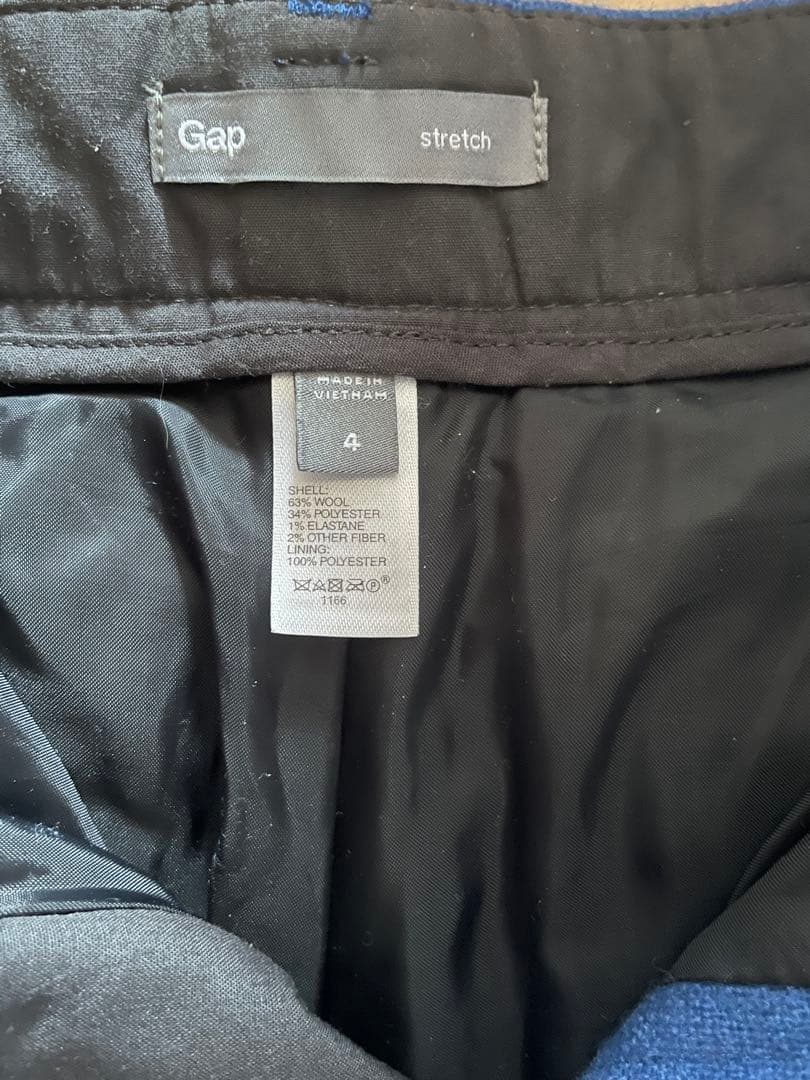 Gap stretch
MADE IN
VIETNAM
4
SHELL:
63% WOOL
34% POLYESTER
1% ELASTANE
2% OTHER FIBER
LINING:
100% POLYESTER
P®
1166